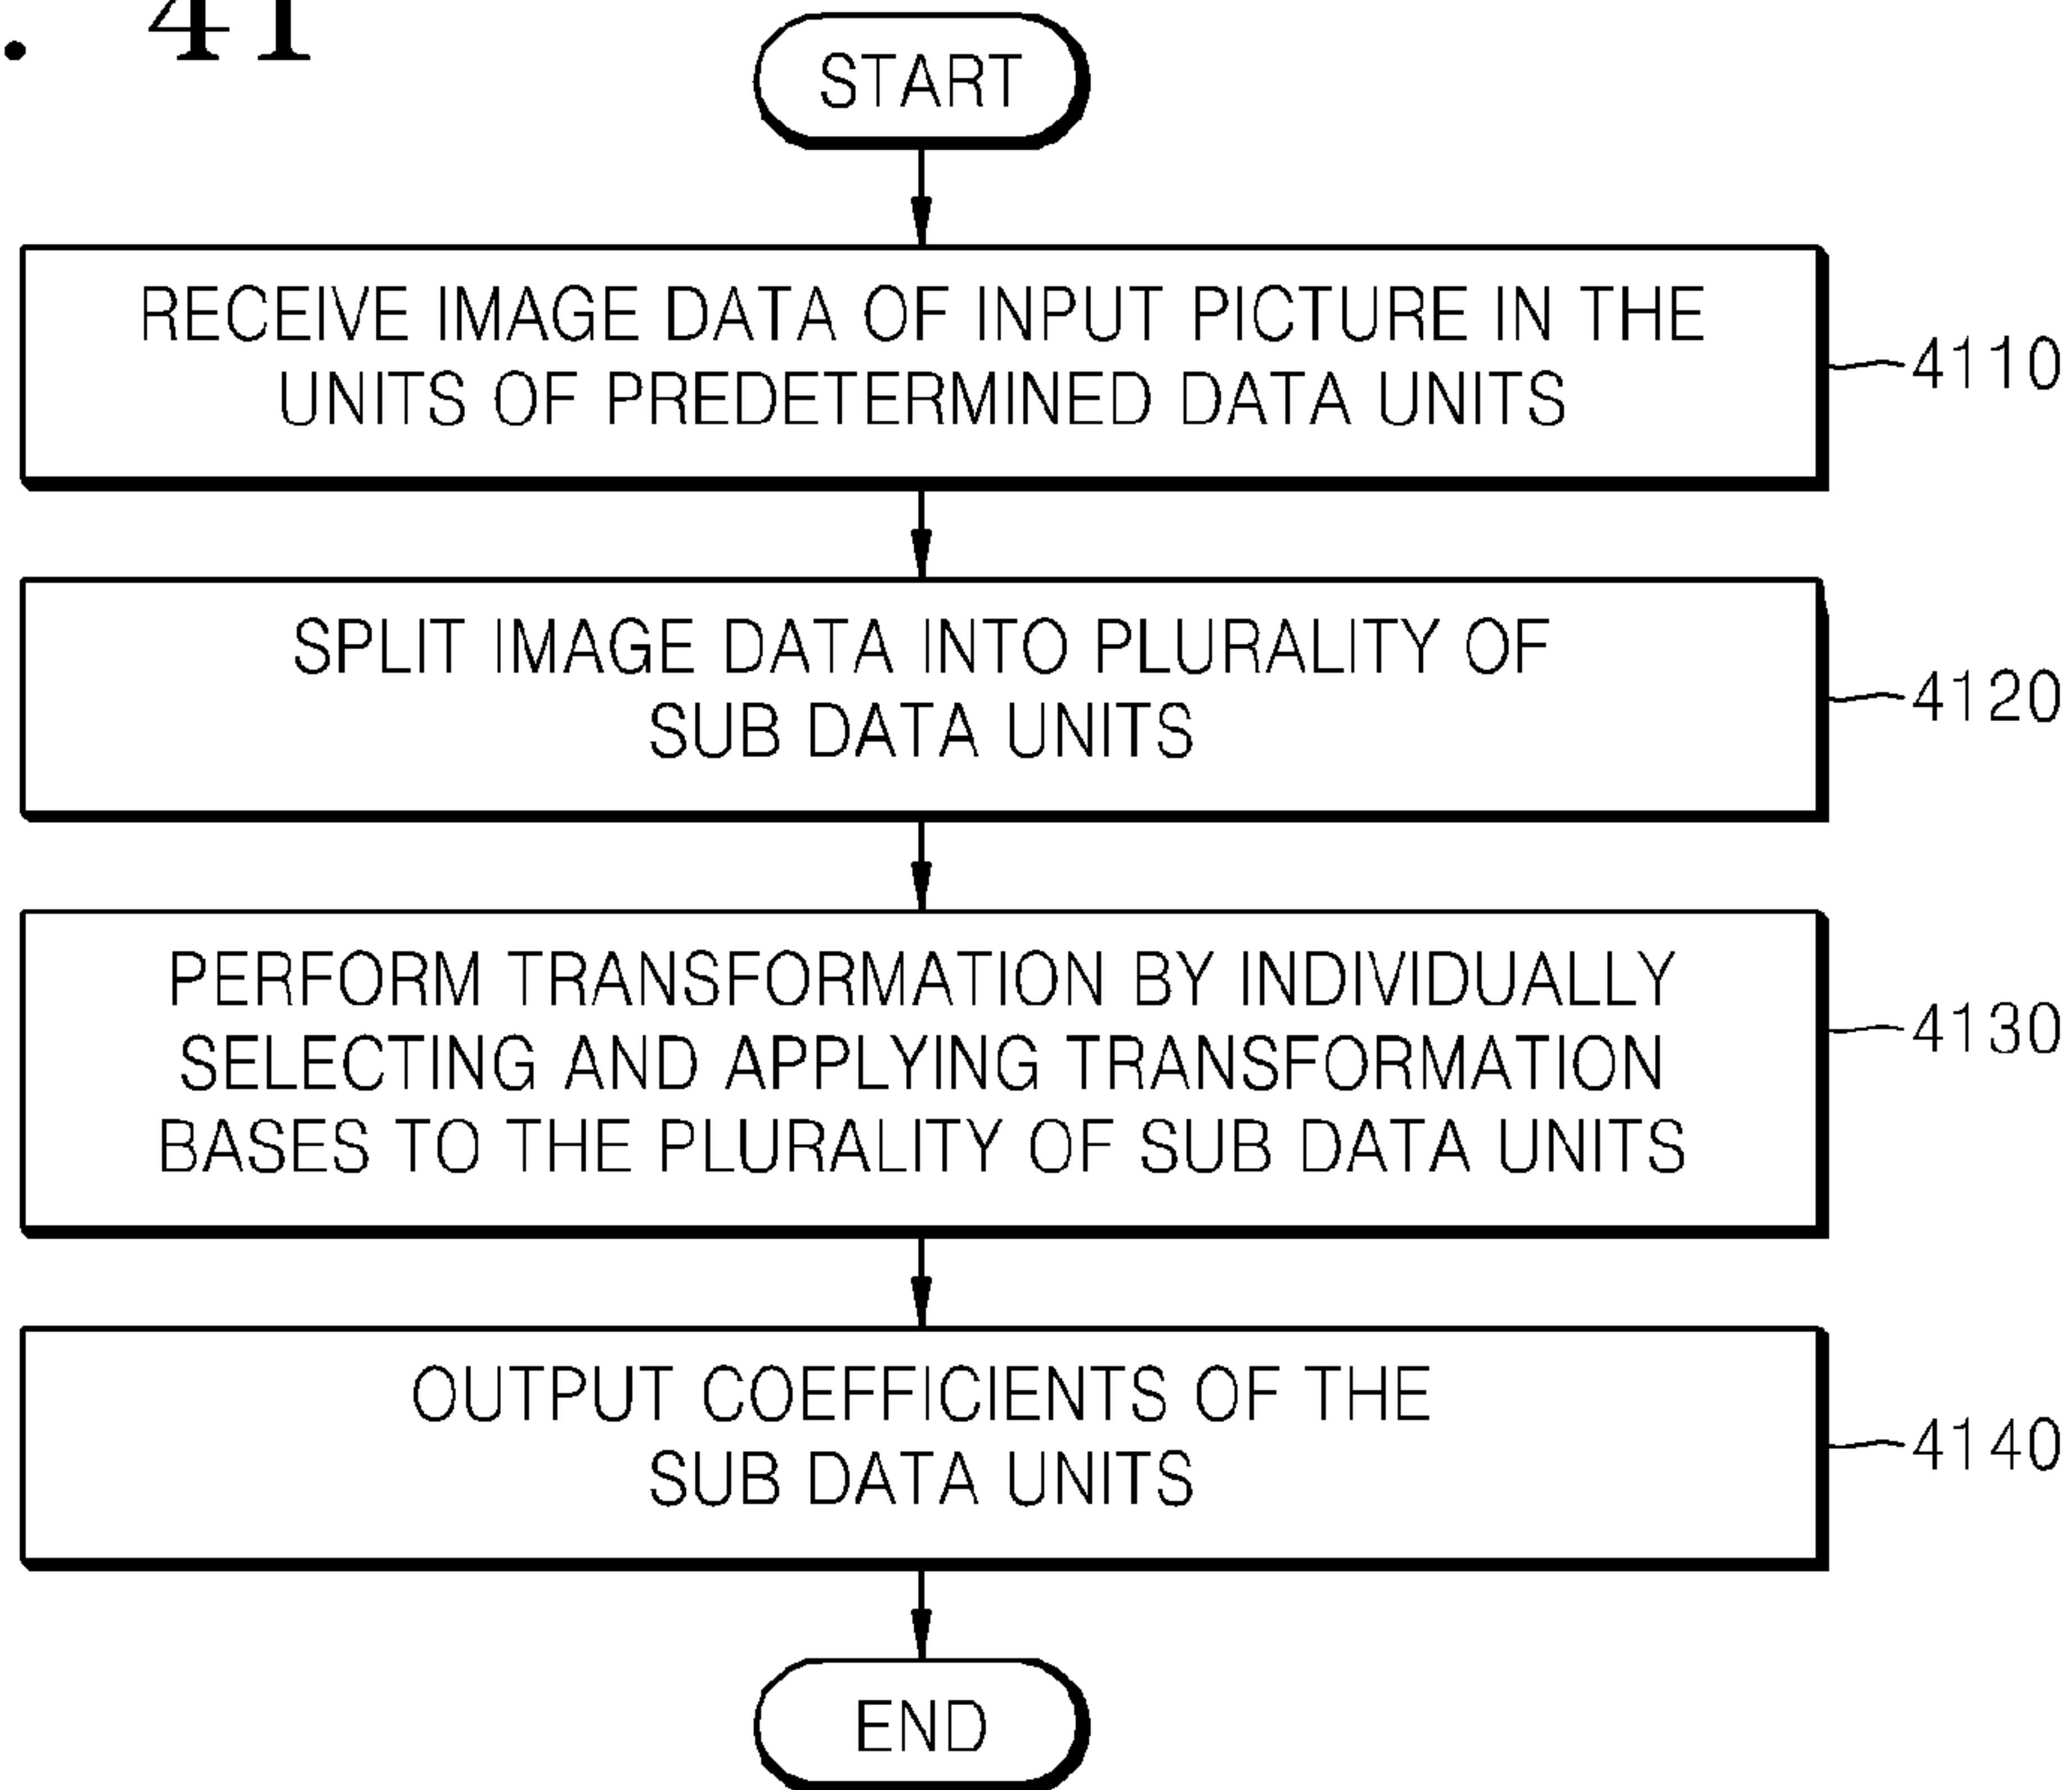 . 41
START
RECEIVE IMAGE DATA OF INPUT PICTURE IN THE
UNITS OF PREDETERMINED DATA UNITS
4110
SPLIT IMAGE DATA INTO PLURALITY OF
SUB DATA UNITS
4120
PERFORM TRANSFORMATION BY INDIVIDUALLY
SELECTING AND APPLYING TRANSFORMATION
BASES TO THE PLURALITY OF SUB DATA UNITS
4130
OUTPUT COEFFICIENTS OF THE
SUB DATA UNITS
4140
END